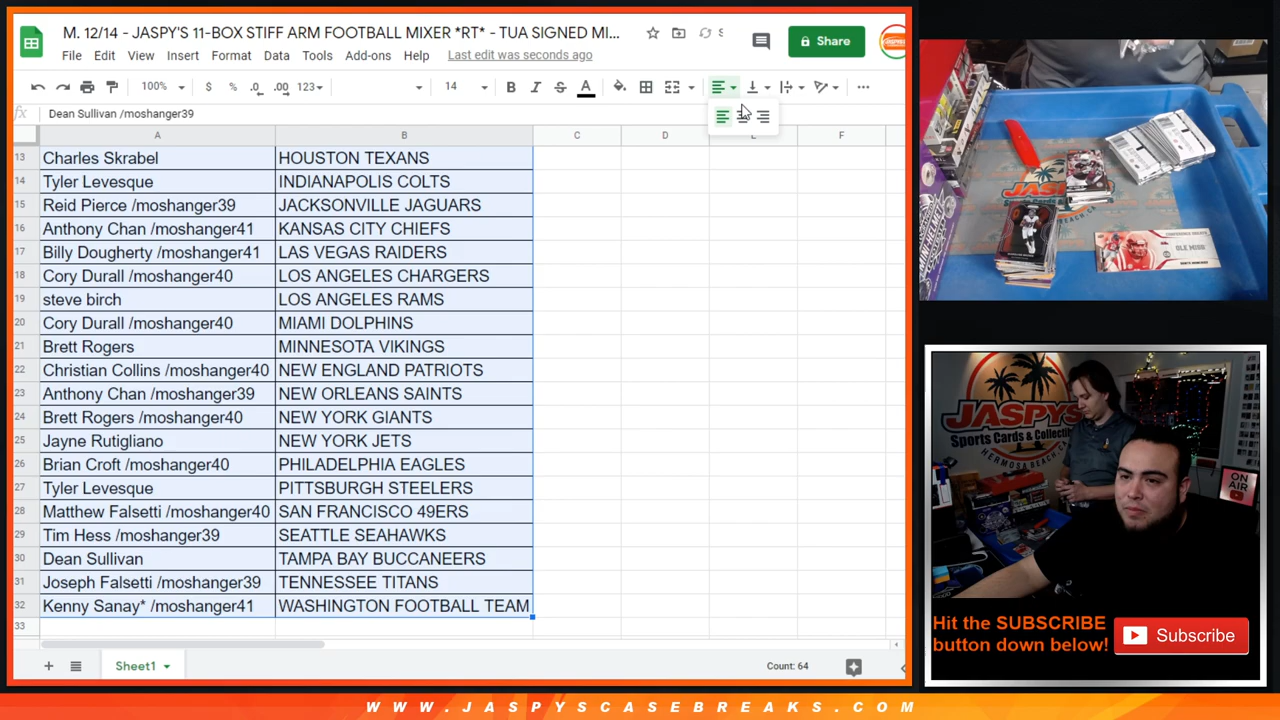 M. 12/14 - JASPY'S 11-BOX STIFF ARM FOOTBALL MIXER *RT* - TUA SIGNED MI...
Share
File Edit View Insert Format Data Tools Add-ons Help Last edit was seconds ago
100% $ % .0 .00 123 14 B I S A
fx Dean Sullivan /moshanger39
A B C D E F
13 Charles Skrabel HOUSTON TEXANS
14 Tyler Levesque INDIANAPOLIS COLTS
15 Reid Pierce /moshanger39 JACKSONVILLE JAGUARS
16 Anthony Chan /moshanger41 KANSAS CITY CHIEFS
17 Billy Dougherty /moshanger41 LAS VEGAS RAIDERS
18 Cory Durall /moshanger40 LOS ANGELES CHARGERS
19 steve birch LOS ANGELES RAMS
20 Cory Durall /moshanger40 MIAMI DOLPHINS
21 Brett Rogers MINNESOTA VIKINGS
22 Christian Collins /moshanger40 NEW ENGLAND PATRIOTS
23 Anthony Chan /moshanger39 NEW ORLEANS SAINTS
24 Brett Rogers /moshanger40 NEW YORK GIANTS
25 Jayne Rutigliano NEW YORK JETS
26 Brian Croft /moshanger40 PHILADELPHIA EAGLES
27 Tyler Levesque PITTSBURGH STEELERS
28 Matthew Falsetti /moshanger40 SAN FRANCISCO 49ERS
29 Tim Hess /moshanger39 SEATTLE SEAHAWKS
30 Dean Sullivan TAMPA BAY BUCCANEERS
31 Joseph Falsetti /moshanger39 TENNESSEE TITANS
32 Kenny Sanay* /moshanger41 WASHINGTON FOOTBALL TEAM
33
Sheet1 Count: 64
OLE MISS
JASPY'S
Sports Cards & Collectibles
HERMOSA BEACH, CA
ON
AIR
Hit the SUBSCRIBE
button down below!
Subscribe
WWW.JASPYSCASEBREAKS.COM